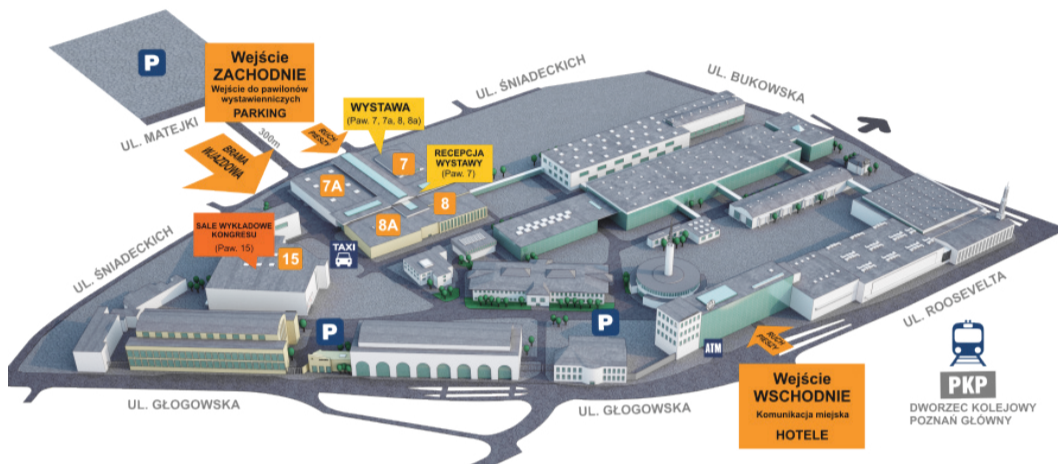 P
Wejście
ZACHODNIE
Wejście do pawilonów
wystawienniczych
PARKING
UL. MATEJKI
300m
BRAMA
WJAZDOWA
RUCH
PIESZY
WYSTAWA
(Paw. 7, 7a, 8, 8a)
UL. ŚNIADECKICH
UL. BUKOWSKA
RECEPCJA
WYSTAWY
(Paw. 7)
7
7A
8
8A
SALE WYKŁADOWE
KONGRESU
(Paw. 15)
15
TAXI
UL. ŚNIADECKICH
P
P
ATM
RUCH
PIESZY
UL. ROOSEVELTA
UL. GŁOGOWSKA
UL. GŁOGOWSKA
Wejście
WSCHODNIE
Komunikacja miejska
HOTELE
PKP
DWORZEC KOLEJOWY
POZNAŃ GŁÓWNY